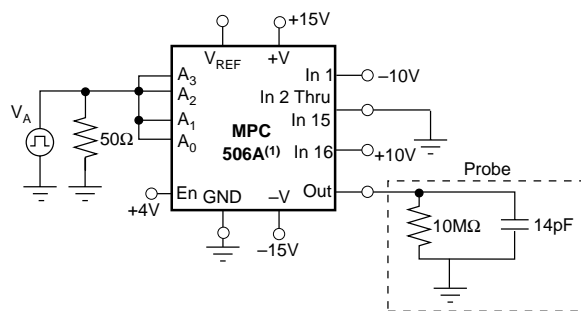 +15V
V_REF
+V
A3
A2
A1
A0
In 1
–10V
In 2 Thru
In 15
MPC
506A(1)
In 16
+10V
V_A
50Ω
En
GND
–V
Out
+4V
–15V
Probe
10MΩ
14pF